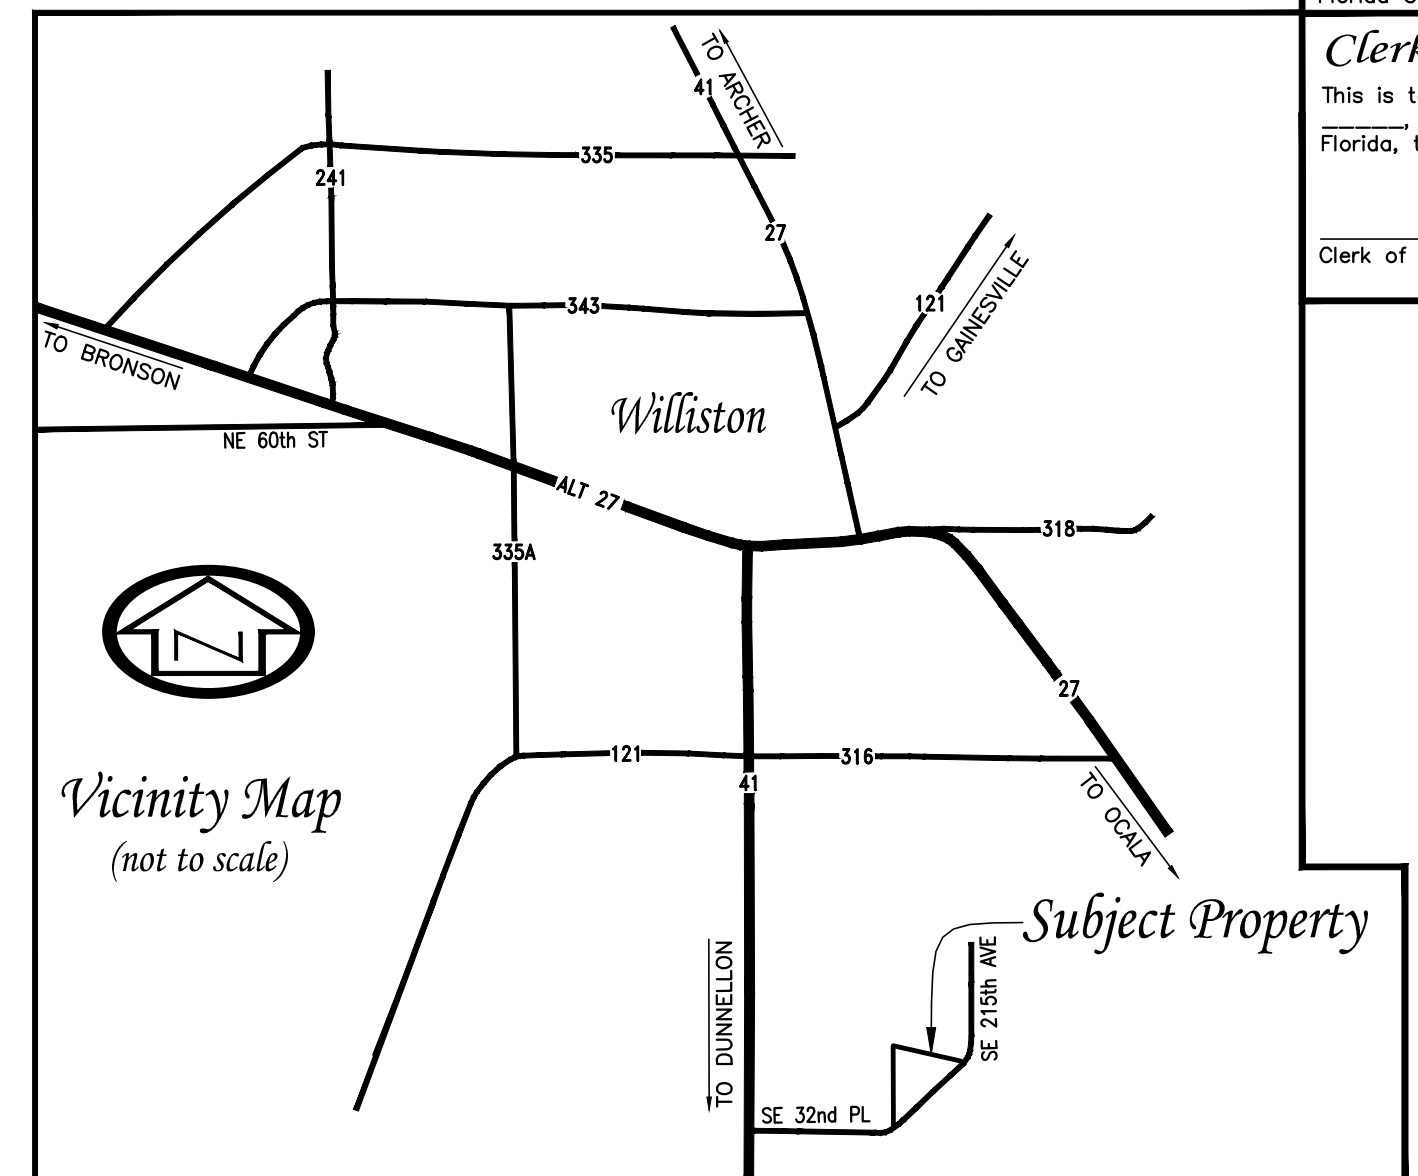 Florida
Clerk
This is t
_____,
Florida, t
Clerk of
TO ARCHER
41
335
241
27
343
121
TO GAINESVILLE
TO BRONSON
Williston
NE 60th ST
ALT 27
335A
318
N
27
121
316
41
TO OCALA
Vicinity Map
(not to scale)
Subject Property
TO DUNNELLON
SE 215th AVE
SE 32nd PL